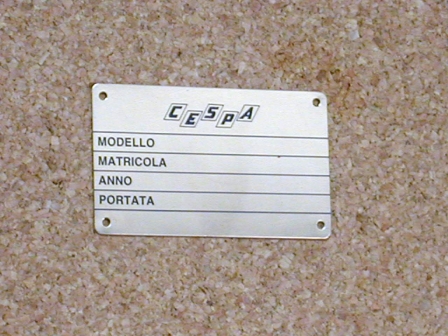 CESPA
MODELLO
MATRICOLA
ANNO
PORTATA